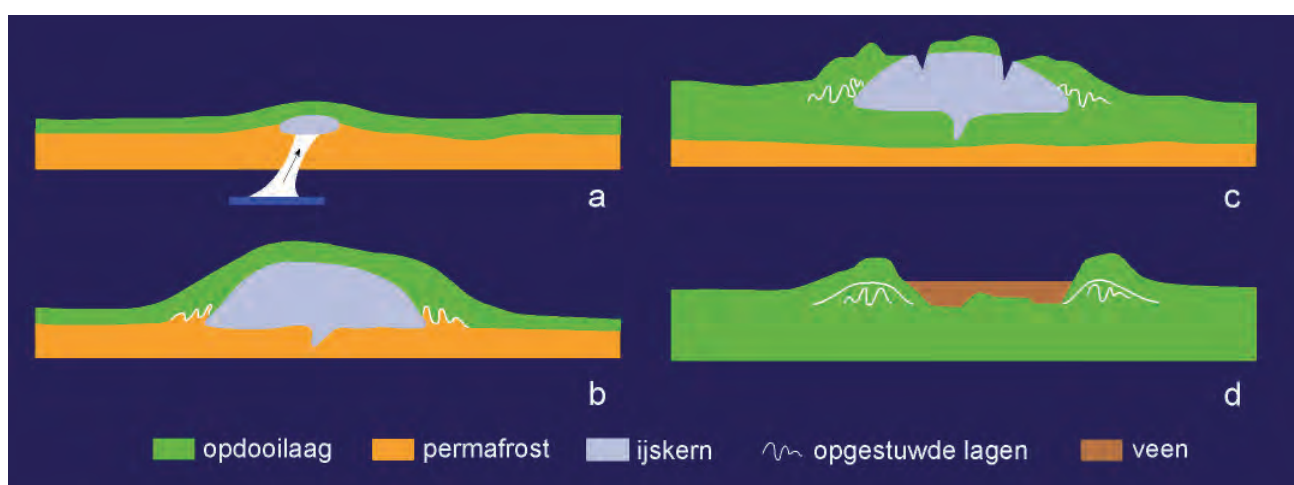 a
c
b
d
opdooilaag permafrost ijskern opgestuwde lagen veen